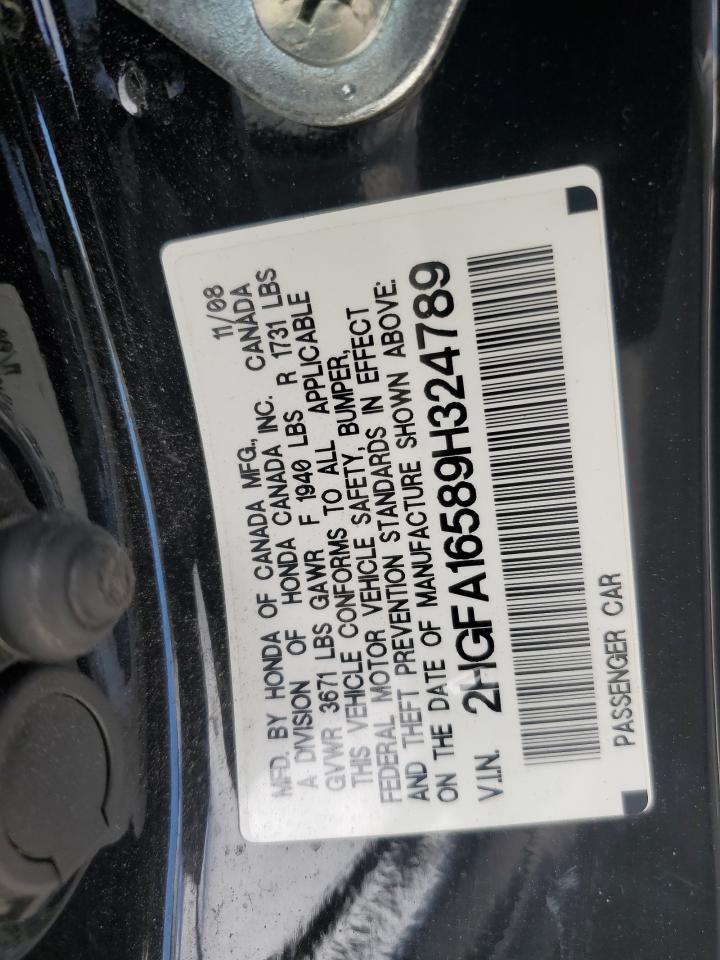 MFD. BY HONDA OF CANADA MFG., 11/08
A DIVISION OF HONDA CANADA INC. CANADA
GVWR 3671 LBS GAWR F 1940 LBS R 1731 LBS
THIS VEHICLE CONFORMS TO ALL APPLICABLE
FEDERAL MOTOR VEHICLE SAFETY, BUMPER,
AND THEFT PREVENTION STANDARDS IN EFFECT
ON THE DATE OF MANUFACTURE SHOWN ABOVE:
V.I.N. 2HGFA16589H324789
PASSENGER CAR